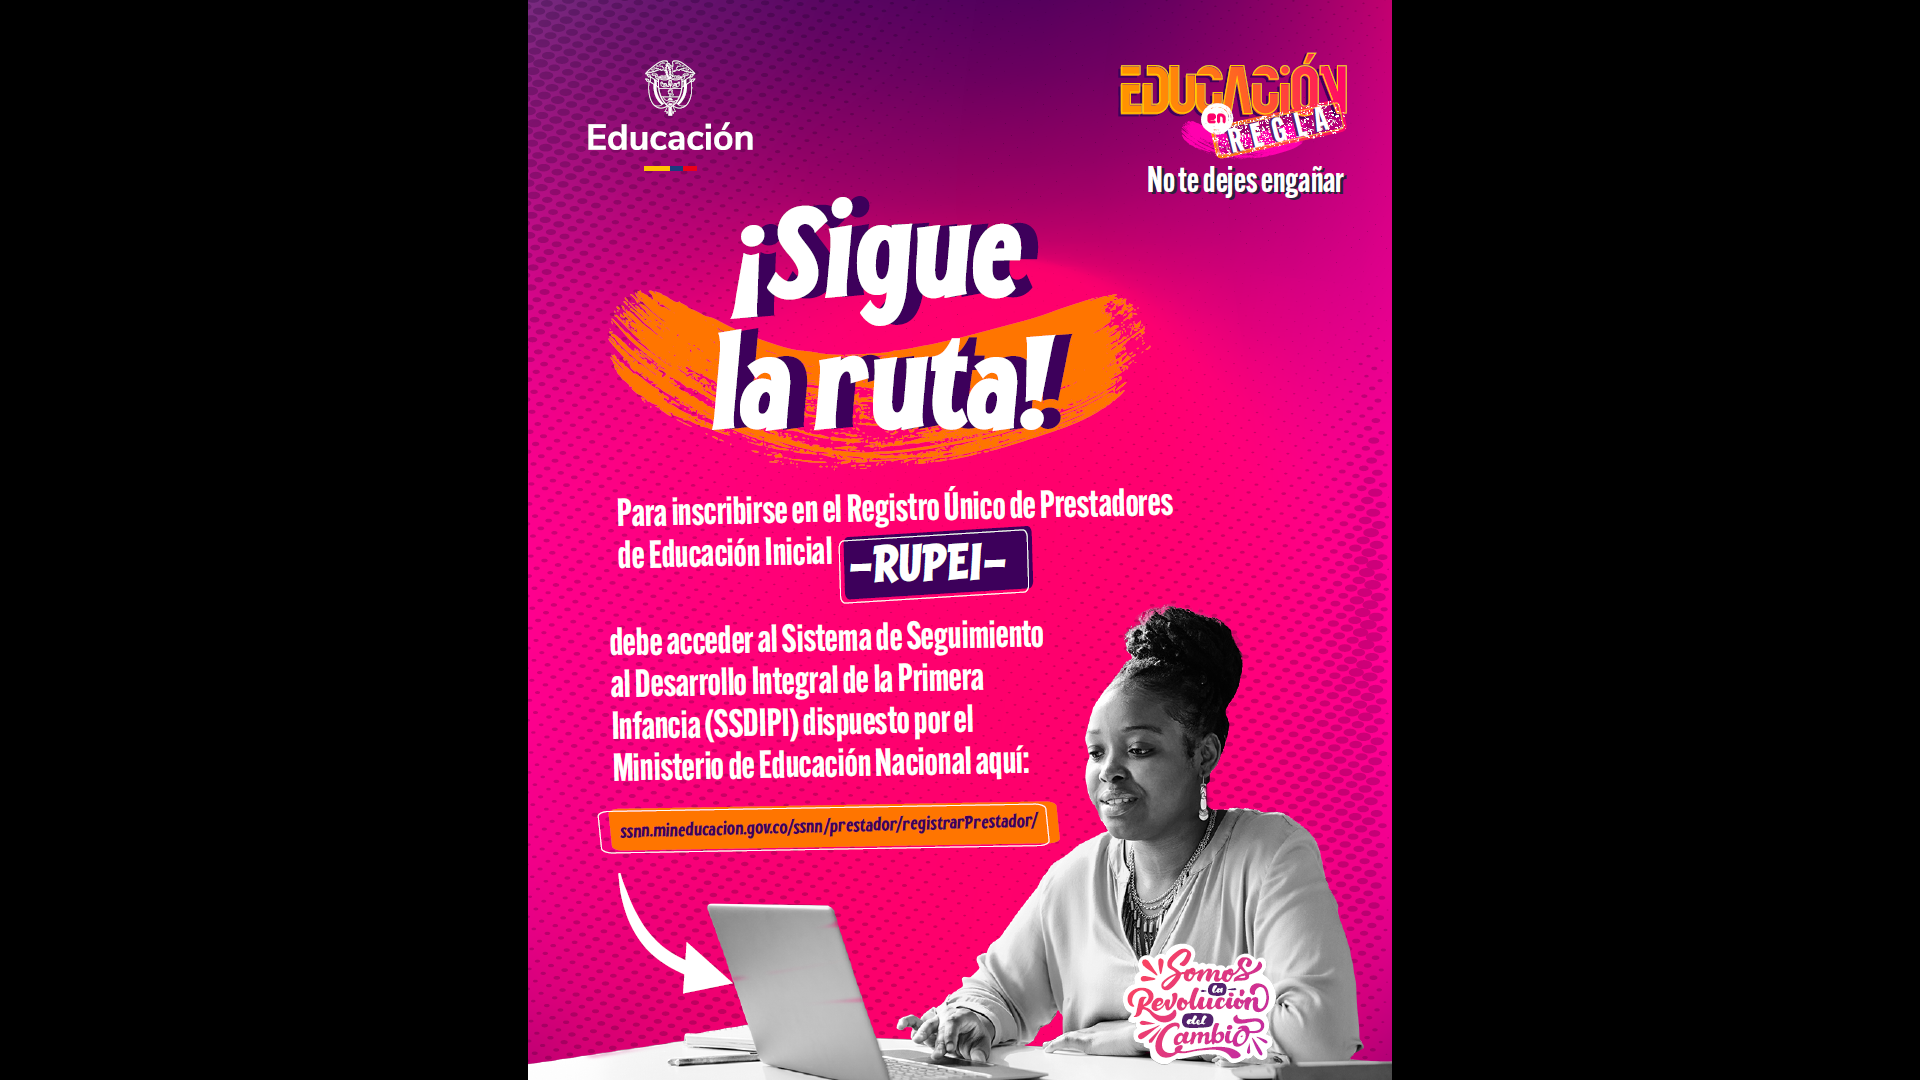 Educación
EDUCACIÓN
en
REGLA
No te dejes engañar
¡Sigue
la ruta!
Para inscribirse en el Registro Único de Prestadores
de Educación Inicial -RUPEI-
debe acceder al Sistema de Seguimiento
al Desarrollo Integral de la Primera
Infancia (SSDIPI) dispuesto por el
Ministerio de Educación Nacional aquí:
ssnn.mineducacion.gov.co/ssnn/prestador/registrarPrestador/
Somos
la
Revolución
del
Cambio